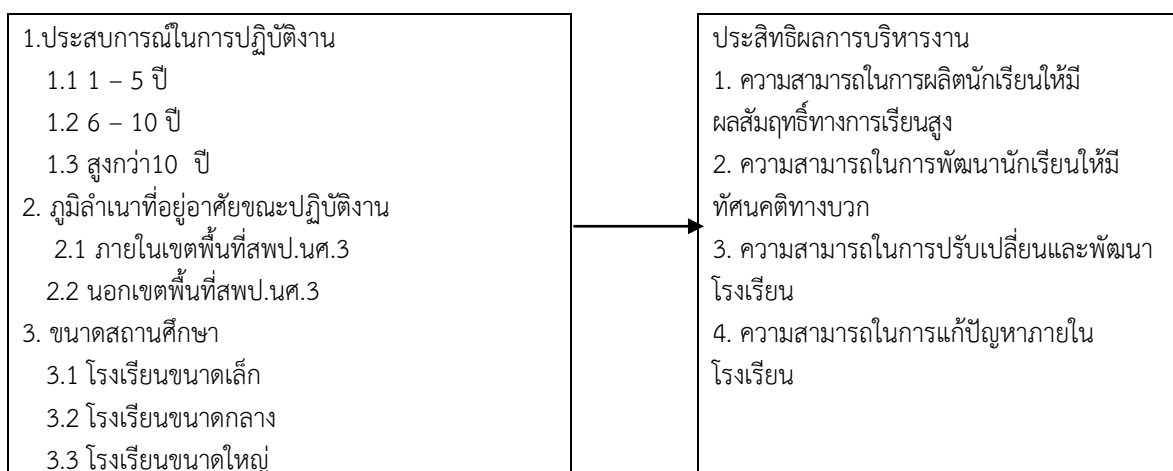 1.ประสบการณ์ในการปฏิบัติงาน
1.1 1 – 5 ปี
1.2 6 – 10 ปี
1.3 สูงกว่า10 ปี
2. ภูมิลำเนาที่อยู่อาศัยขณะปฏิบัติงาน
2.1 ภายในเขตพื้นที่สพป.นศ.3
2.2 นอกเขตพื้นที่สพป.นศ.3
3. ขนาดสถานศึกษา
3.1 โรงเรียนขนาดเล็ก
3.2 โรงเรียนขนาดกลาง
3.3 โรงเรียนขนาดใหญ่
ประสิทธิผลการบริหารงาน
1. ความสามารถในการผลิตนักเรียนให้มี
ผลสัมฤทธิ์ทางการเรียนสูง
2. ความสามารถในการพัฒนานักเรียนให้มี
ทัศนคติทางบวก
3. ความสามารถในการปรับเปลี่ยนและพัฒนา
โรงเรียน
4. ความสามารถในการแก้ปัญหาภายใน
โรงเรียน